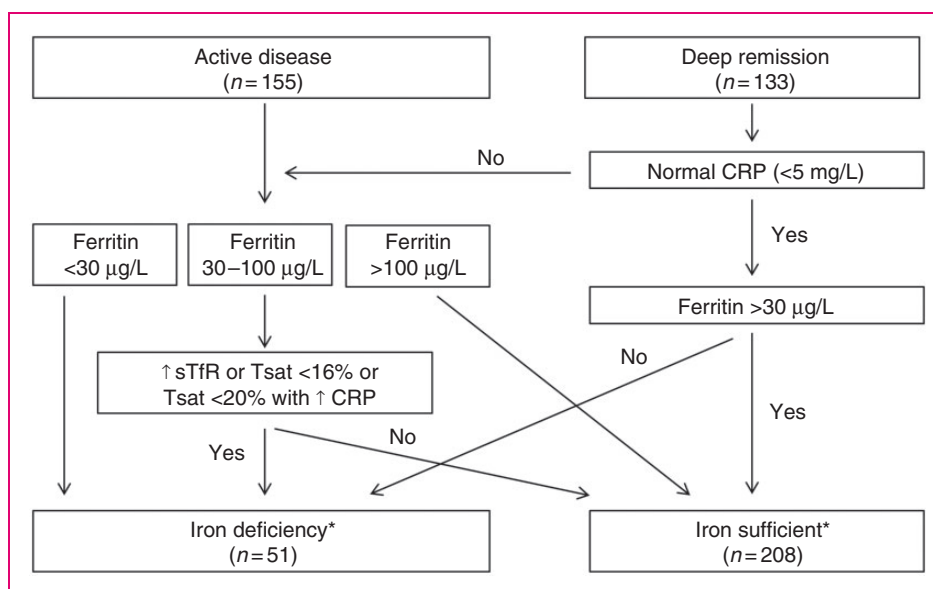 Active disease
(n=155)
Deep remission
(n=133)
No
Normal CRP (<5 mg/L)
Ferritin
<30 µg/L
Ferritin
30–100 µg/L
Ferritin
>100 µg/L
Yes
Ferritin >30 µg/L
↑sTfR or Tsat <16% or
Tsat <20% with ↑ CRP
No
Yes
No
Yes
Iron deficiency*
(n=51)
Iron sufficient*
(n=208)